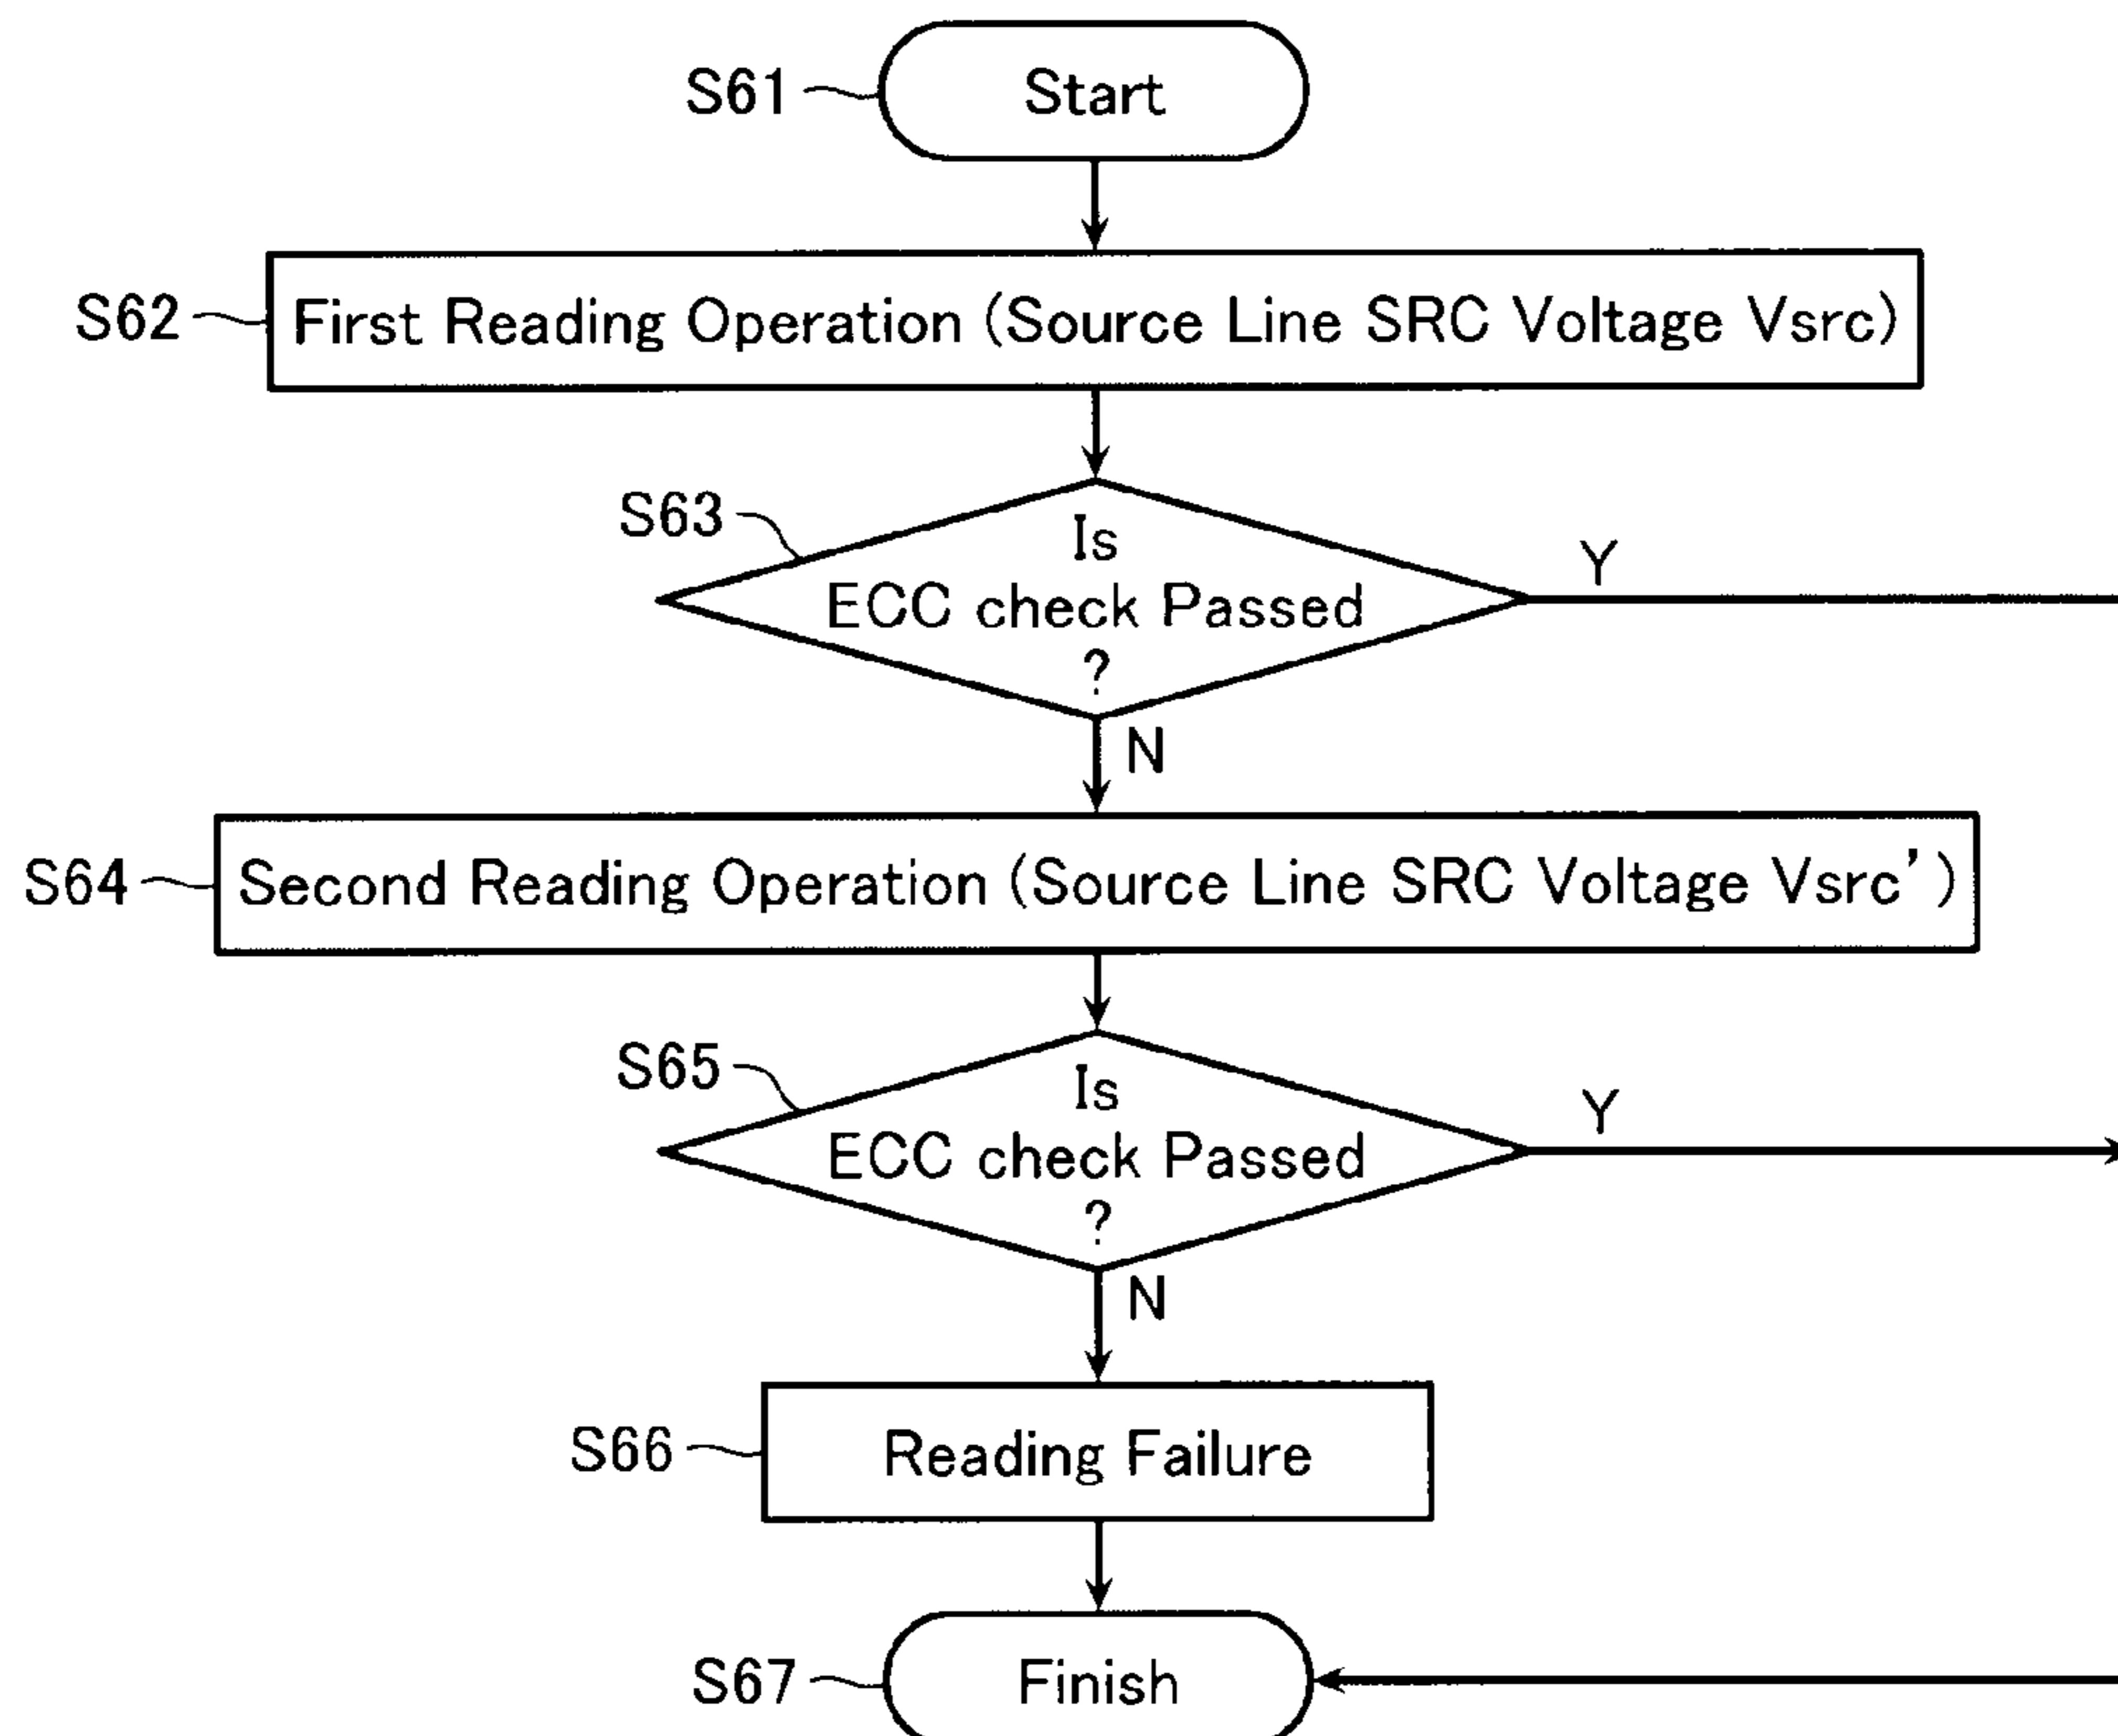 S61
Start
S62
First Reading Operation (Source Line SRC Voltage Vsrc)
S63
Is
ECC check Passed
?
Y
N
S64
Second Reading Operation (Source Line SRC Voltage Vsrc')
S65
Is
ECC check Passed
?
Y
N
S66
Reading Failure
S67
Finish